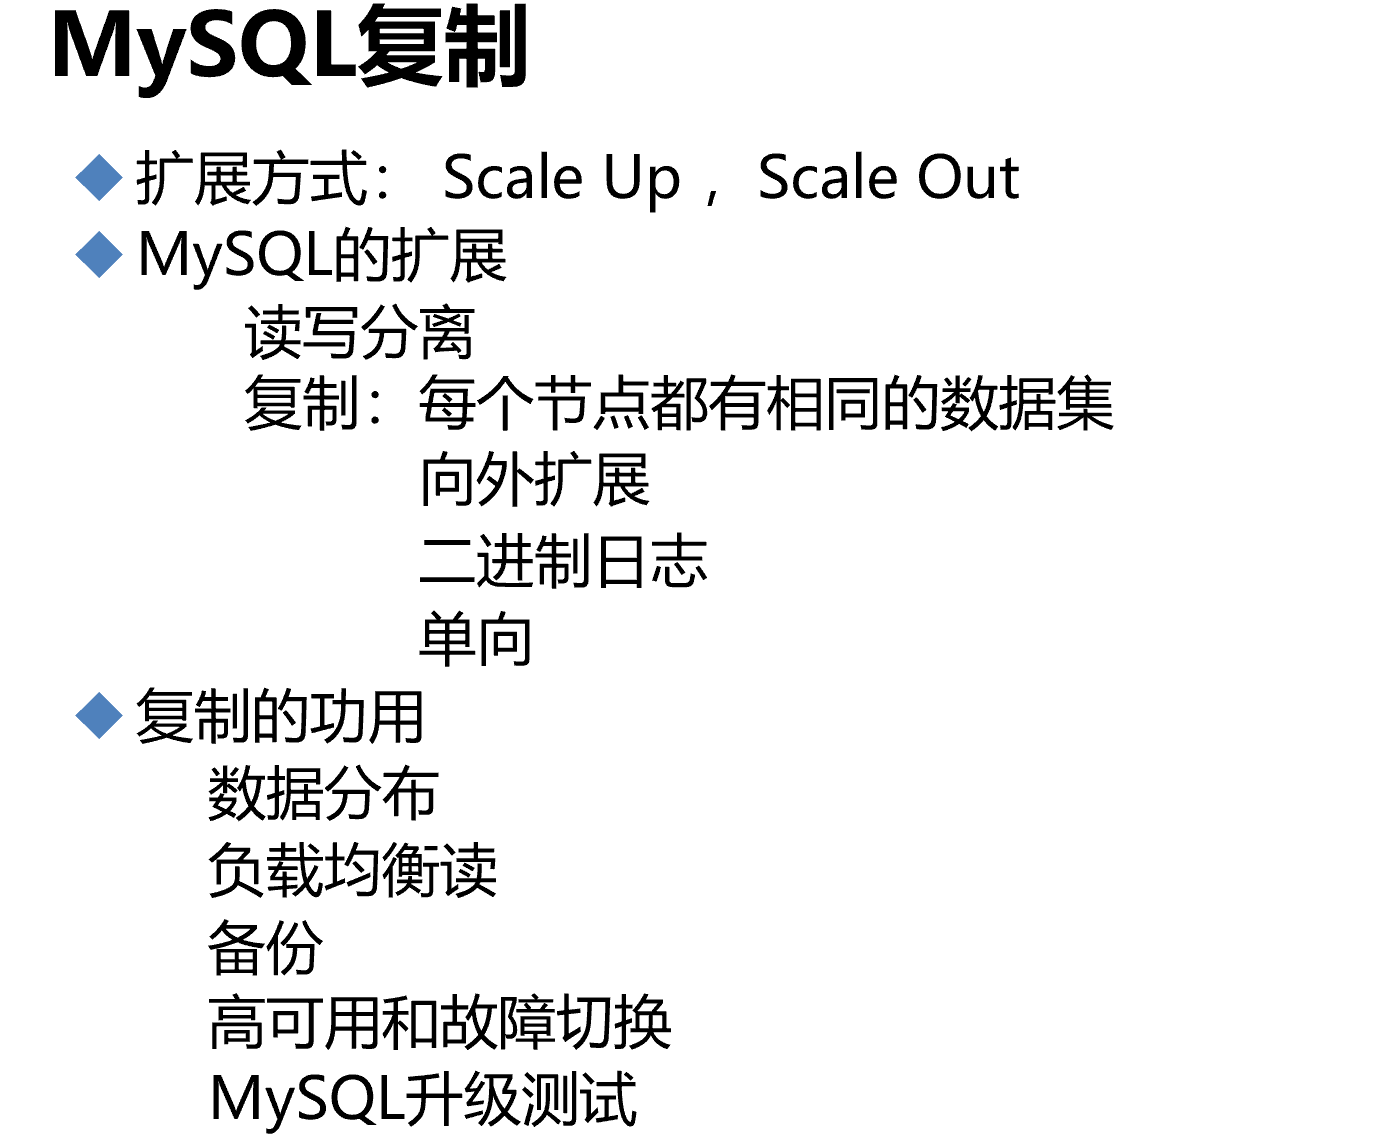 MySQL复制
扩展方式： Scale Up ，Scale Out
MySQL的扩展
读写分离
复制：每个节点都有相同的数据集
向外扩展
二进制日志
单向
复制的功用
数据分布
负载均衡读
备份
高可用和故障切换
MySQL升级测试